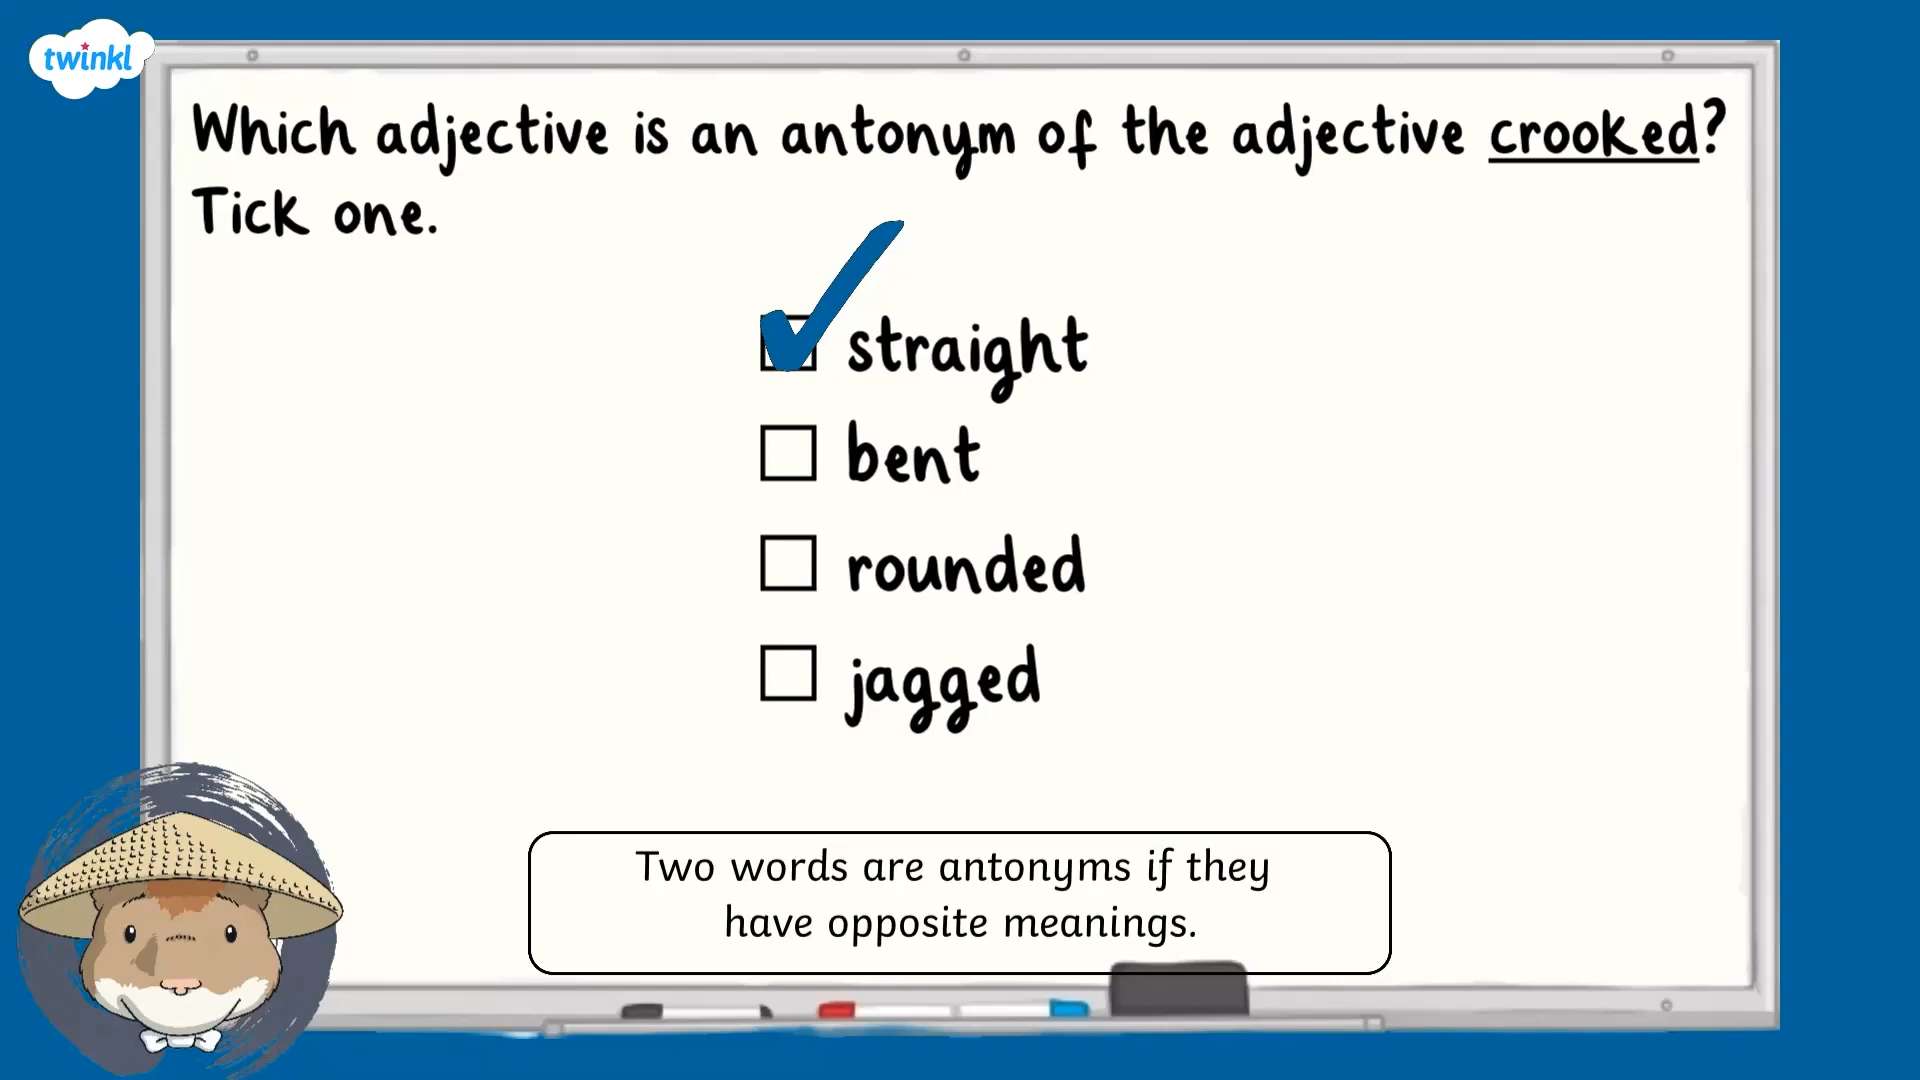 twinkl
Which adjective is an antonym of the adjective crooked?
Tick one.
straight
bent
rounded
jagged
Two words are antonyms if they
have opposite meanings.